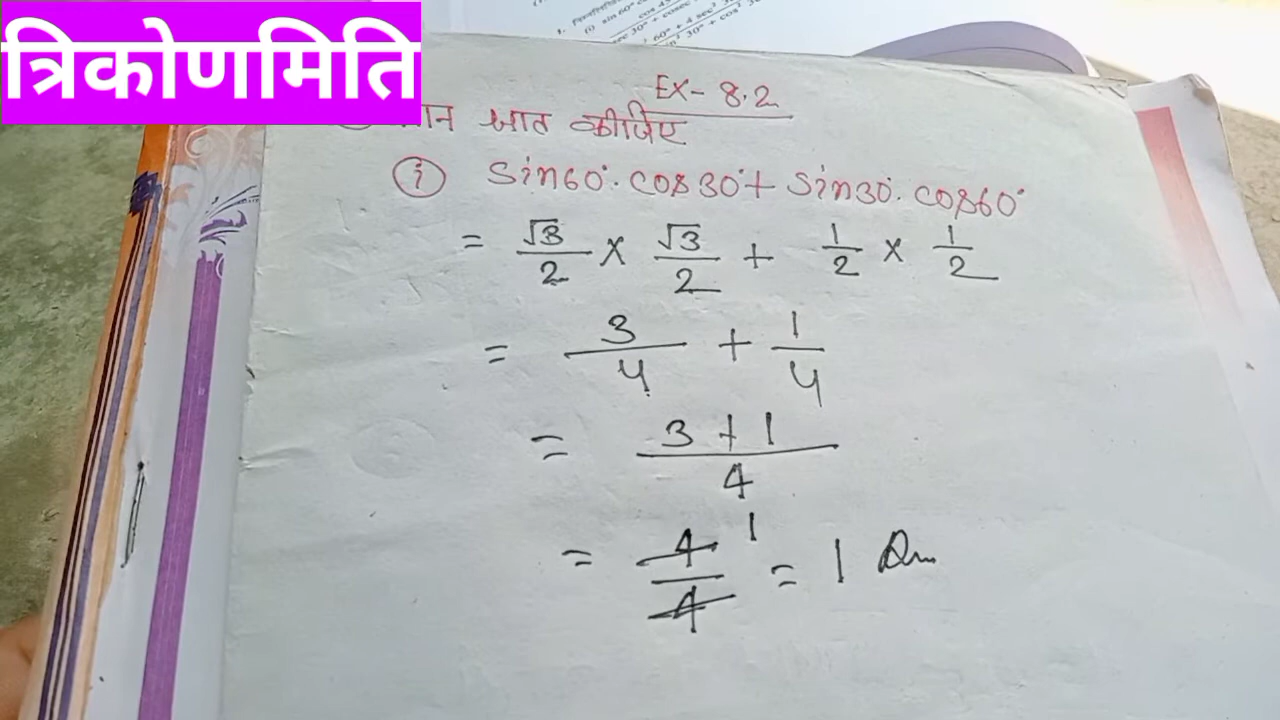 त्रिकोणमिति
EX- 8.2
ज्ञात कीजिए
(i) sin60°.cos30°+ sin30°.cos60°
= √3/2 × √3/2 + 1/2 × 1/2
= 3/4 + 1/4
= 3+1/4
= 4/4 1 = 1 Ans